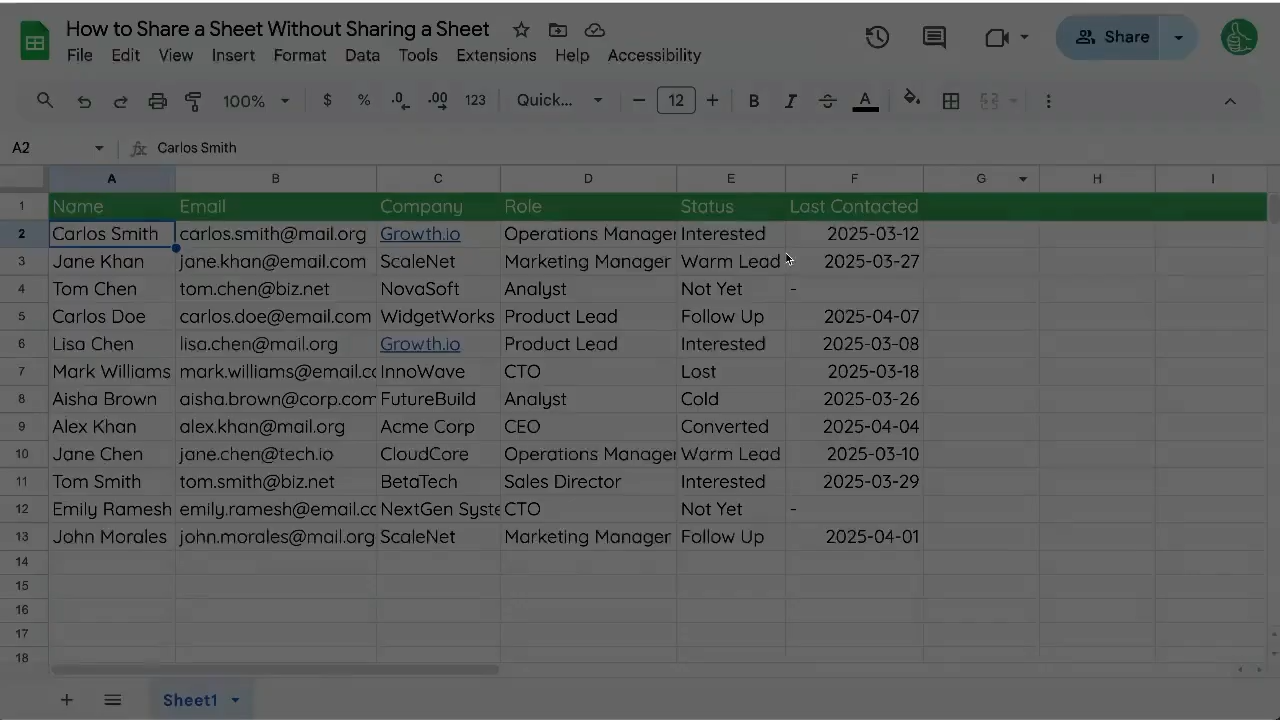 How to Share a Sheet Without Sharing a Sheet
File Edit View Insert Format Data Tools Extensions Help Accessibility
Share
100% $ % .0 .00 123 Quick... 12 B I A
A2 Carlos Smith
A B C D E F G H I
1 Name Email Company Role Status Last Contacted
2 Carlos Smith carlos.smith@mail.org Growth.io Operations Manager Interested 2025-03-12
3 Jane Khan jane.khan@email.com ScaleNet Marketing Manager Warm Lead 2025-03-27
4 Tom Chen tom.chen@biz.net NovaSoft Analyst Not Yet -
5 Carlos Doe carlos.doe@email.com WidgetWorks Product Lead Follow Up 2025-04-07
6 Lisa Chen lisa.chen@mail.org Growth.io Product Lead Interested 2025-03-08
7 Mark Williams mark.williams@email.cc InnoWave CTO Lost 2025-03-18
8 Aisha Brown aisha.brown@corp.com FutureBuild Analyst Cold 2025-03-26
9 Alex Khan alex.khan@mail.org Acme Corp CEO Converted 2025-04-04
10 Jane Chen jane.chen@tech.io CloudCore Operations Manager Warm Lead 2025-03-10
11 Tom Smith tom.smith@biz.net BetaTech Sales Director Interested 2025-03-29
12 Emily Ramesh emily.ramesh@email.cc NextGen Syste CTO Not Yet -
13 John Morales john.morales@mail.org ScaleNet Marketing Manager Follow Up 2025-04-01
14
15
16
17
18
Sheet1